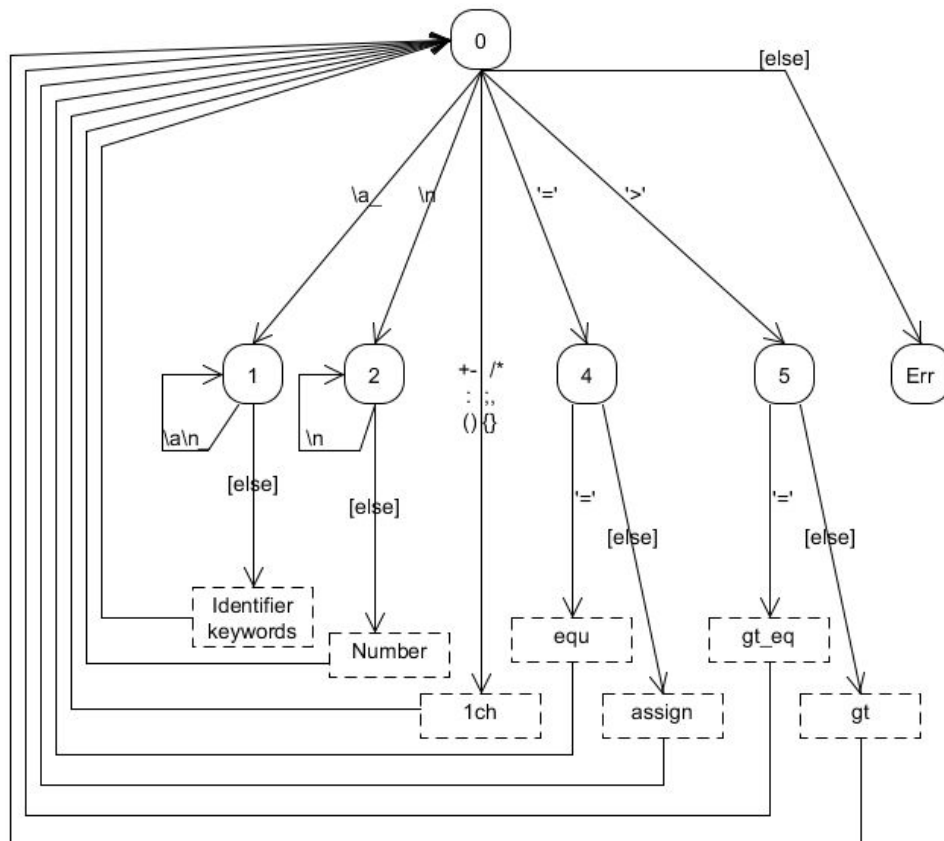 0
[else]
\a_
\n
'='
'>'
1
2
4
5
Err
+- /*
: ;,
() {}
\a\n_
\n
[else]
[else]
'='
[else]
'='
[else]
Identifier
keywords
Number
equ
gt_eq
1ch
assign
gt